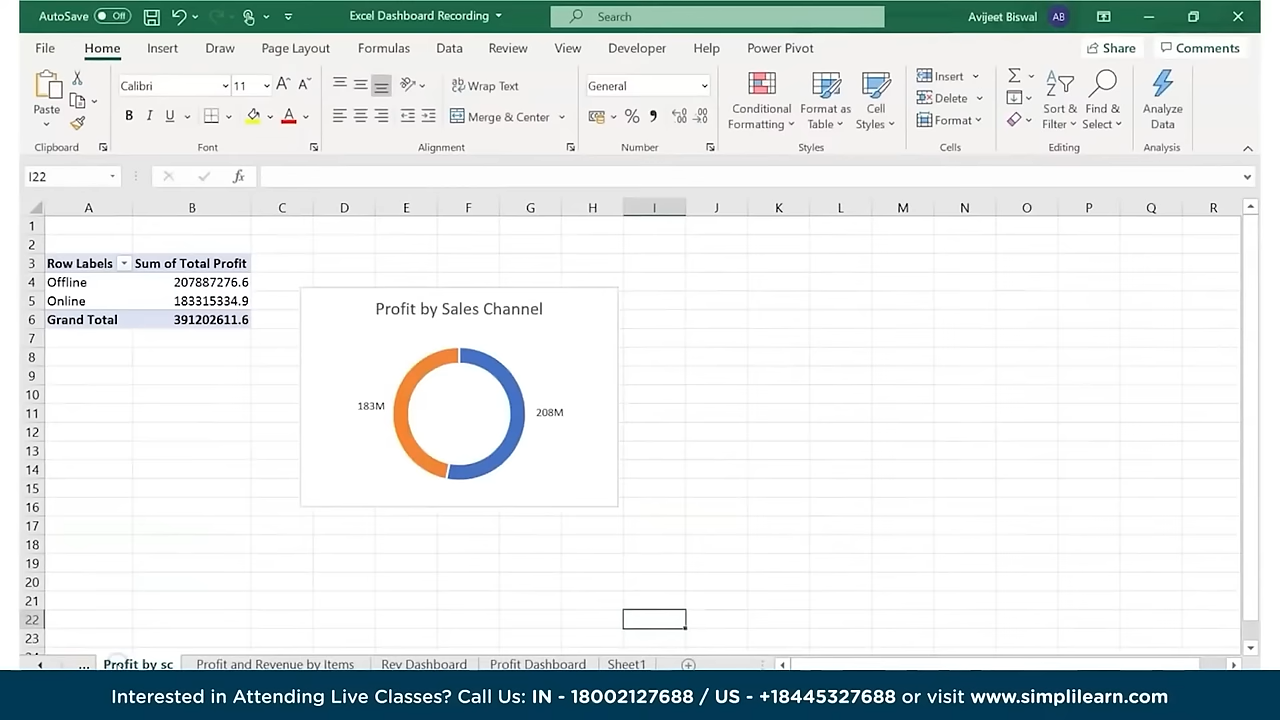 AutoSave Off Excel Dashboard Recording Search Avijeet Biswal AB
File Home Insert Draw Page Layout Formulas Data Review View Developer Help Power Pivot Share Comments
Paste
Clipboard
Calibri 11
B I U
Font
Wrap Text
Merge & Center
Alignment
General
Number
Conditional Formatting
Format as Table
Cell Styles
Styles
Insert
Delete
Format
Cells
Sort & Filter
Find & Select
Editing
Analyze Data
Analysis
I22 fx
A B C D E F G H I J K L M N O P Q R
1
2
3 Row Labels Sum of Total Profit
4 Offline 207887276.6
5 Online 183315334.9
6 Grand Total 391202611.6
7
8
9
10
11
12
13
14
15
16
17
18
19
20
21
22
23
Profit by Sales Channel
183M
208M
... Profit by sc Profit and Revenue by Items Rev Dashboard Profit Dashboard Sheet1
Interested in Attending Live Classes? Call Us: IN - 18002127688 / US - +18445327688 or visit www.simplilearn.com